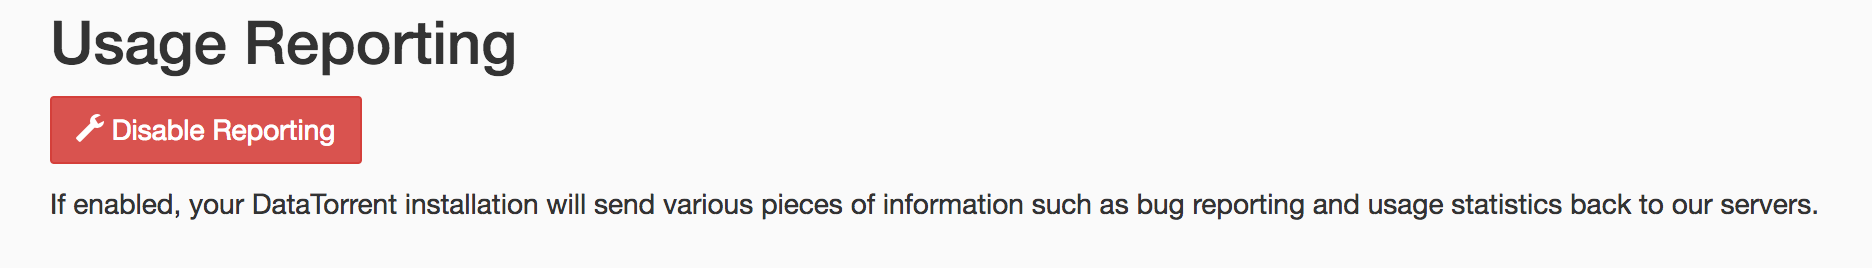 Usage Reporting
Disable Reporting
If enabled, your DataTorrent installation will send various pieces of information such as bug reporting and usage statistics back to our servers.